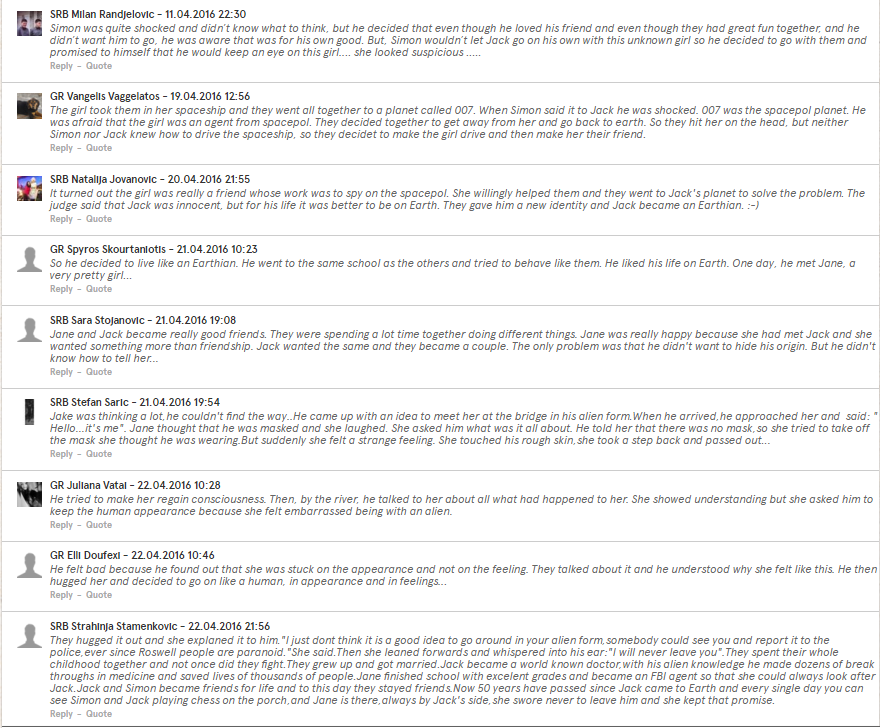 SRB Milan Randjelovic - 11.04.2016 22:30
Simon was quite shocked and didn't know what to think, but he decided that even though he loved his friend and even though they had great fun together, and he
didn't want him to go, he was aware that was for his own good. But, Simon wouldn't let Jack go on his own with this unknown girl so he decided to go with them and
promised to himself that he would keep an eye on this girl.... she looked suspicious .....
Reply - Quote
GR Vangelis Vaggelatos - 19.04.2016 12:56
The girl took them in her spaceship and they went all together to a planet called 007. When Simon said it to Jack he was shocked. 007 was the spacepol planet. He
was afraid that the girl was an agent from spacepol. They decided together to get away from her and go back to earth. So they hit her on the head, but neither
Simon nor Jack knew how to drive the spaceship, so they decidet to make the girl drive and then make her their friend.
Reply - Quote
SRB Natalija Jovanovic - 20.04.2016 21:55
It turned out the girl was really a friend whose work was to spy on the spacepol. She willingly helped them and they went to Jack's planet to solve the problem. The
judge said that Jack was innocent, but for his life it was better to be on Earth. They gave him a new identity and Jack became an Earthian. :-)
Reply - Quote
GR Spyros Skourtaniotis - 21.04.2016 10:23
So he decided to live like an Earthian. He went to the same school as the others and tried to behave like them. He liked his life on Earth. One day, he met Jane, a
very pretty girl...
Reply - Quote
SRB Sara Stojanovic - 21.04.2016 19:08
Jane and Jack became really good friends. They were spending a lot time together doing different things. Jane was really happy because she had met Jack and she
wanted something more than friendship. Jack wanted the same and they became a couple. The only problem was that he didn't want to hide his origin. But he didn't
know how to tell her...
Reply - Quote
SRB Stefan Saric - 21.04.2016 19:54
Jake was thinking a lot,he couldn't find the way..He came up with an idea to meet her at the bridge in his alien form.When he arrived,he approached her and said: "
Hello...it's me". Jane thought that he was masked and she laughed. She asked him what was it all about. He told her that there was no mask,so she tried to take off
the mask she thought he was wearing.But suddenly she felt a strange feeling. She touched his rough skin,she took a step back and passed out...
Reply - Quote
GR Juliana Vatai - 22.04.2016 10:28
He tried to make her regain consciousness. Then, by the river, he talked to her about all what had happened to her. She showed understanding but she asked him to
keep the human appearance because she felt embarrassed being with an alien.
Reply - Quote
GR Elli Doufexi - 22.04.2016 10:46
He felt bad because he found out that she was stuck on the appearance and not on the feeling. They talked about it and he understood why she felt like this. He then
hugged her and decided to go on like a human, in appearance and in feelings...
Reply - Quote
SRB Strahinja Stamenkovic - 22.04.2016 21:56
They hugged it out and she explaned it to him."I just dont think it is a good idea to go around in your alien form,somebody could see you and report it to the
police,ever since Roswell people are paranoid."She said.Then she leaned forwards and whispered into his ear:"I will never leave you".They spent their whole
childhood together and not once did they fight.They grew up and got married.Jack became a world known doctor,with his alien knowledge he made dozens of break
throughs in medicine and saved lives of thousands of people.Jane finished school with excelent grades and became an FBI agent so that she could always look after
Jack.Jack and Simon became friends for life and to this day they stayed friends.Now 50 years have passed since Jack came to Earth and every single day you can
see Simon and Jack playing chess on the porch,and Jane is there,always by Jack's side,she swore never to leave him and she kept that promise.
Reply - Quote